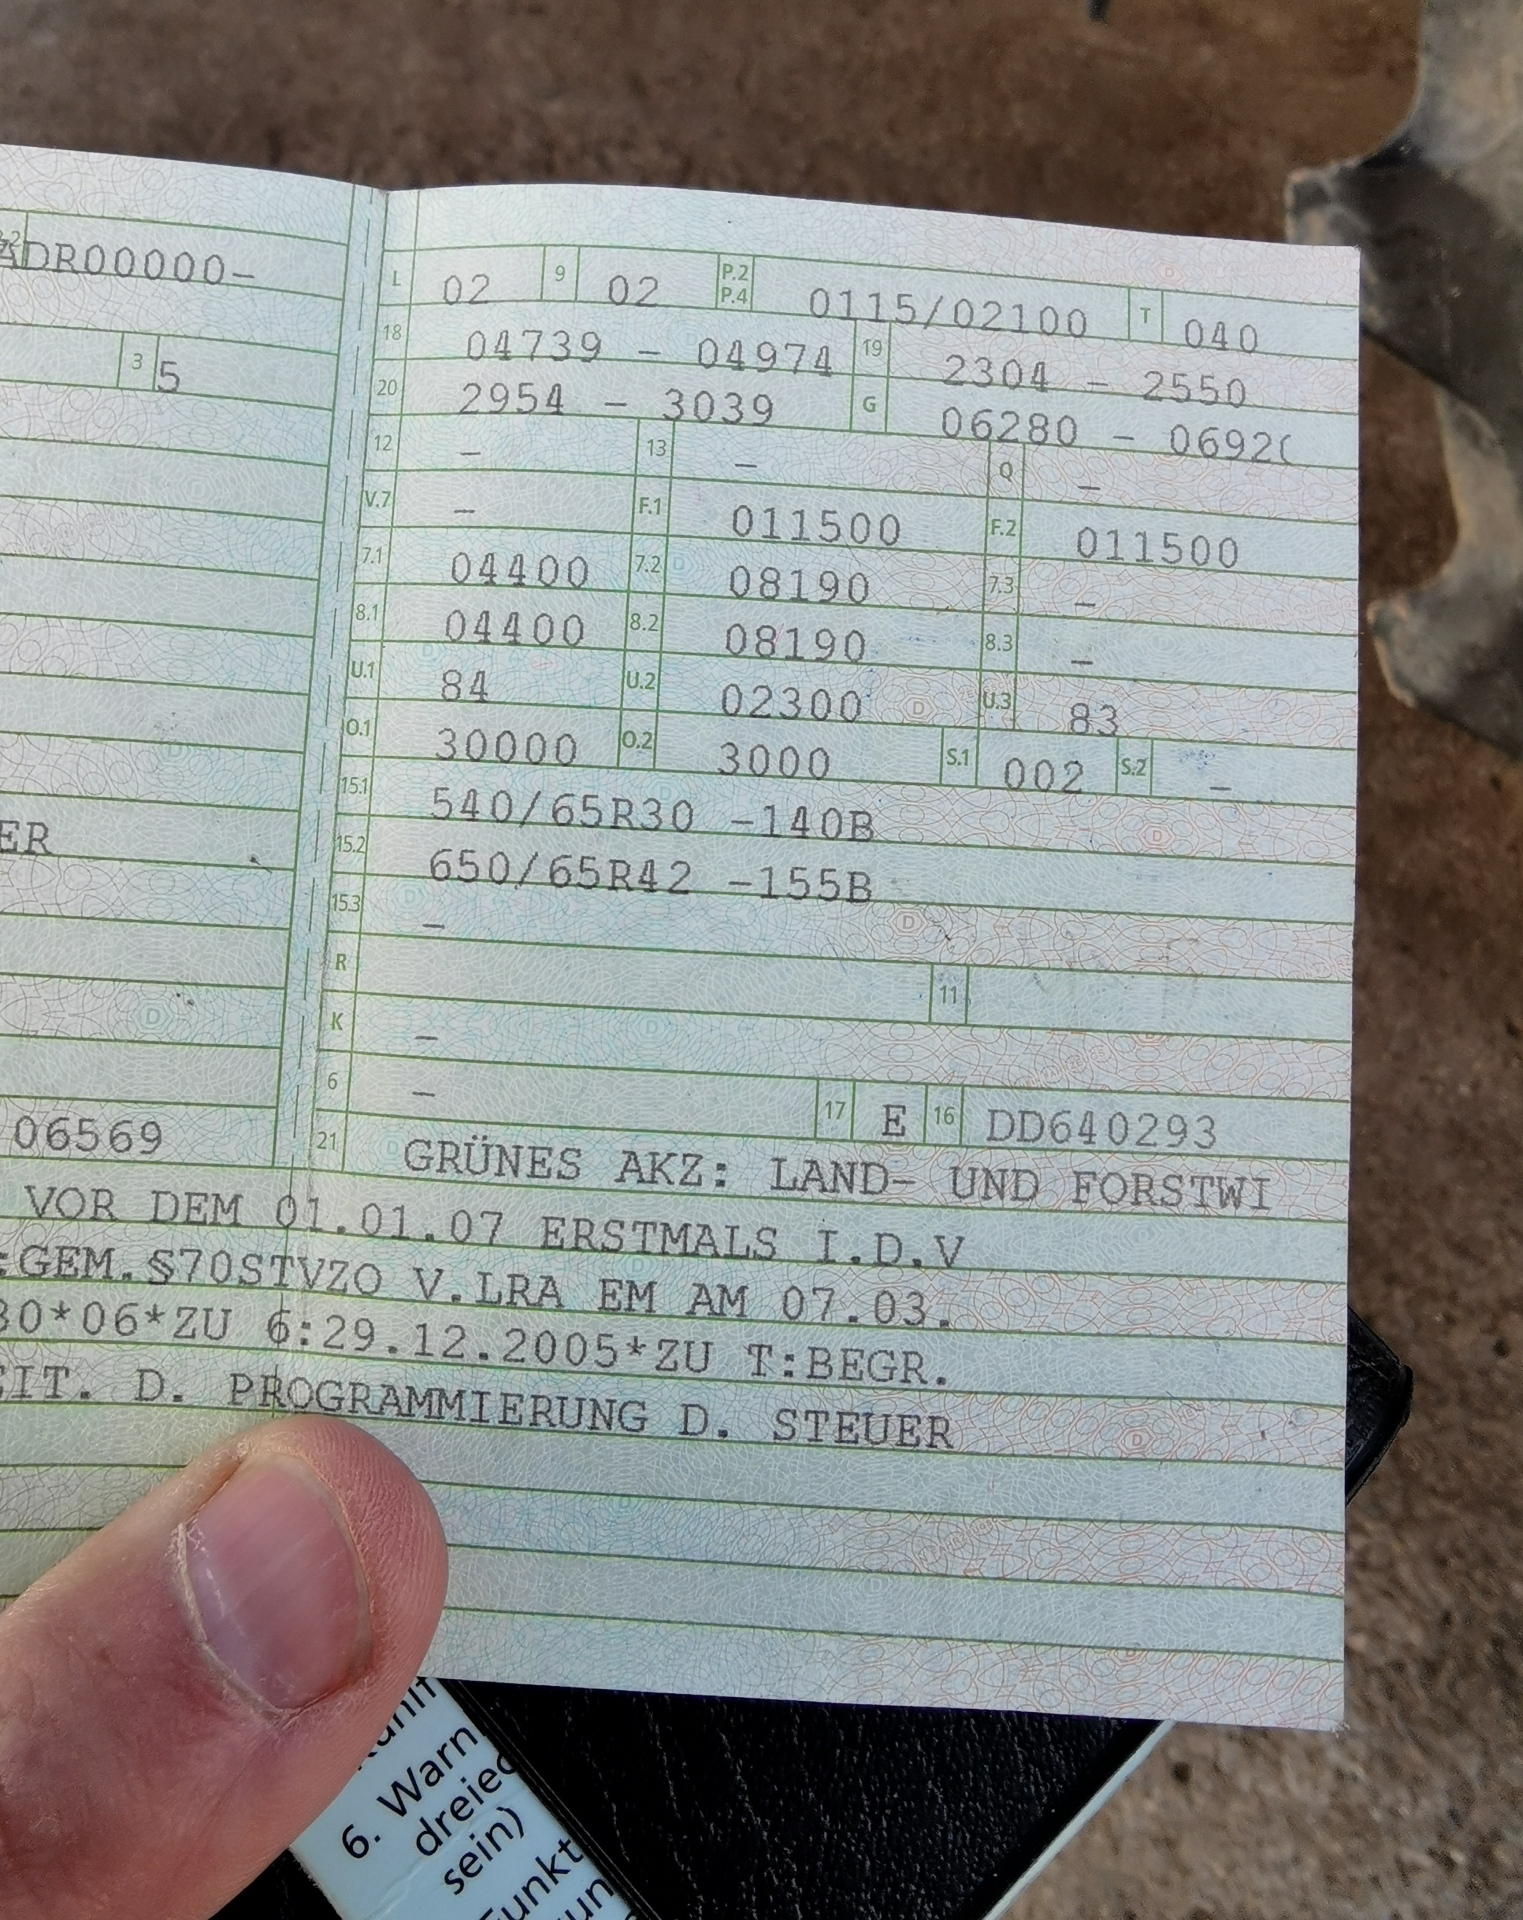 ADR00000-
L 02 9 02 P.2 P.4 0115/02100 T 040
18 04739 - 04974 19 2304 - 2550
3 5
20 2954 - 3039 G 06280 - 0692
12 - 13 - Q -
V.7 - F.1 011500 F.2 011500
7.1 04400 7.2 08190 7.3 -
8.1 04400 8.2 08190 8.3 -
U.1 84 U.2 02300 U.3 83
O.1 30000 O.2 3000 S.1 002 S.2 -
15.1 540/65R30 -140B
ER
15.2 650/65R42 -155B
15.3 -
R 11
K -
6 - 17 E 16 DD640293
06569 21 GRÜNES AKZ: LAND- UND FORSTWI
VOR DEM 01.01.07 ERSTMALS I.D.V
:GEM.§70STVZO V.LRA EM AM 07.03.
30*06*ZU 6:29.12.2005*ZU T:BEGR.
EIT. D. PROGRAMMIERUNG D. STEUER
6. Warn
dreiec
sein)
Funkt